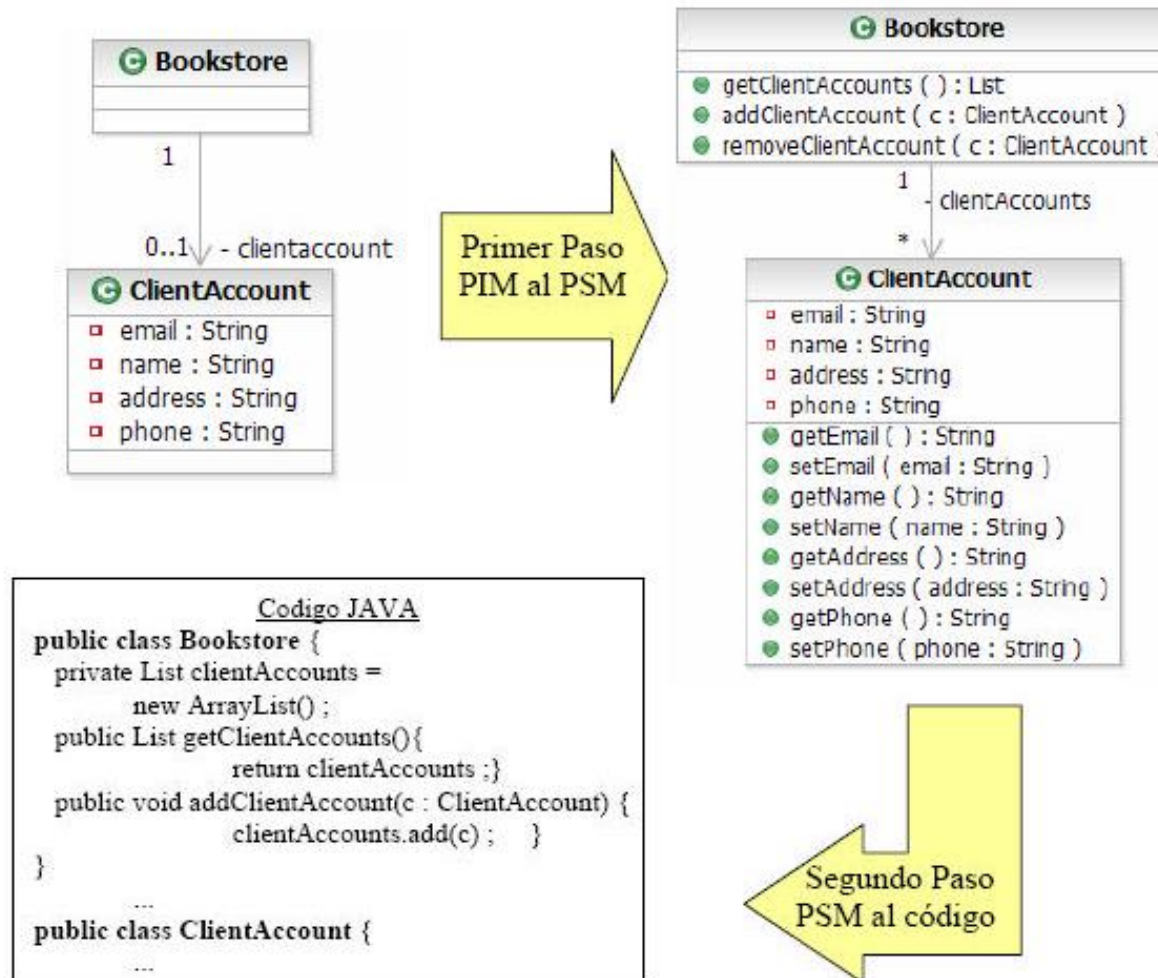 Bookstore
1
0..1 - clientaccount
ClientAccount
email : String
name : String
address : String
phone : String
Primer Paso
PIM al PSM
Bookstore
getClientAccounts ( ) : List
addClientAccount ( c : ClientAccount )
removeClientAccount ( c : ClientAccount )
1
- clientAccounts
*
ClientAccount
email : String
name : String
address : String
phone : String
getEmail ( ) : String
setEmail ( email : String )
getName ( ) : String
setName ( name : String )
getAddress ( ) : String
setAddress ( address : String )
getPhone ( ) : String
setPhone ( phone : String )
Segundo Paso
PSM al código
Codigo JAVA
public class Bookstore {
private List clientAccounts =
new ArrayList() ;
public List getClientAccounts(){
return clientAccounts ;}
public void addClientAccount(c : ClientAccount) {
clientAccounts.add(c) ; }
}
...
public class ClientAccount {
...